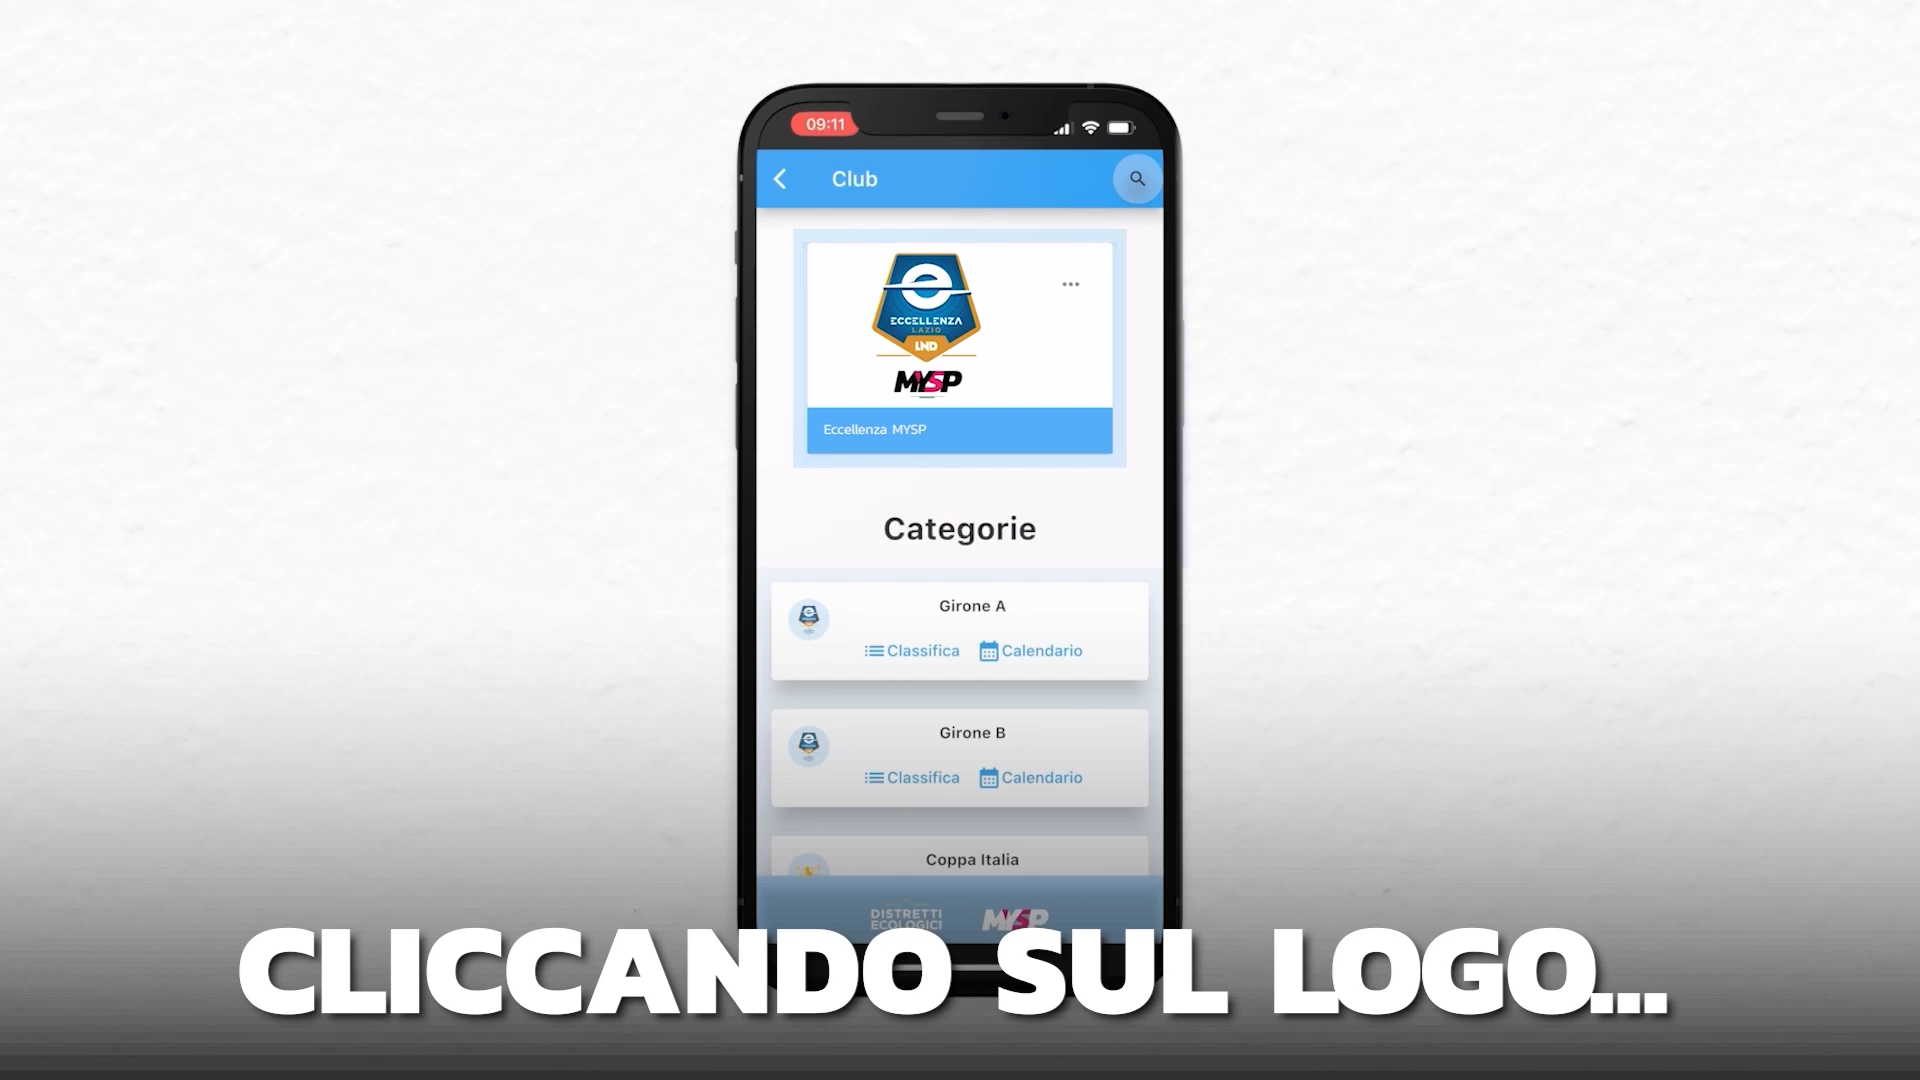 09:11
Club
e
ECCELLENZA
LAZIO
LND
MYSP
Eccellenza MYSP
Categorie
Girone A
Classifica Calendario
Girone B
Classifica Calendario
Coppa Italia
DISTRETTI
ECOLOGICI
MYSP
CLICCANDO SUL LOGO...